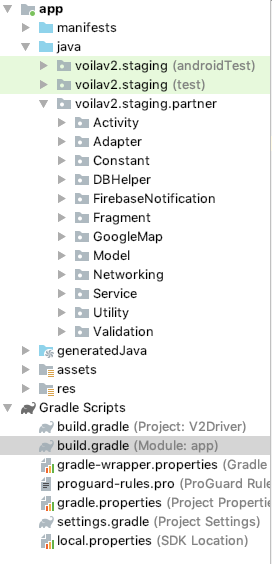 app
manifests
java
voilav2.staging (androidTest)
voilav2.staging (test)
voilav2.staging.partner
Activity
Adapter
Constant
DBHelper
FirebaseNotification
Fragment
GoogleMap
Model
Networking
Service
Utility
Validation
generatedJava
assets
res
Gradle Scripts
build.gradle (Project: V2Driver)
build.gradle (Module: app)
gradle-wrapper.properties (Gradle
proguard-rules.pro (ProGuard Rule
gradle.properties (Project Propertie
settings.gradle (Project Settings)
local.properties (SDK Location)